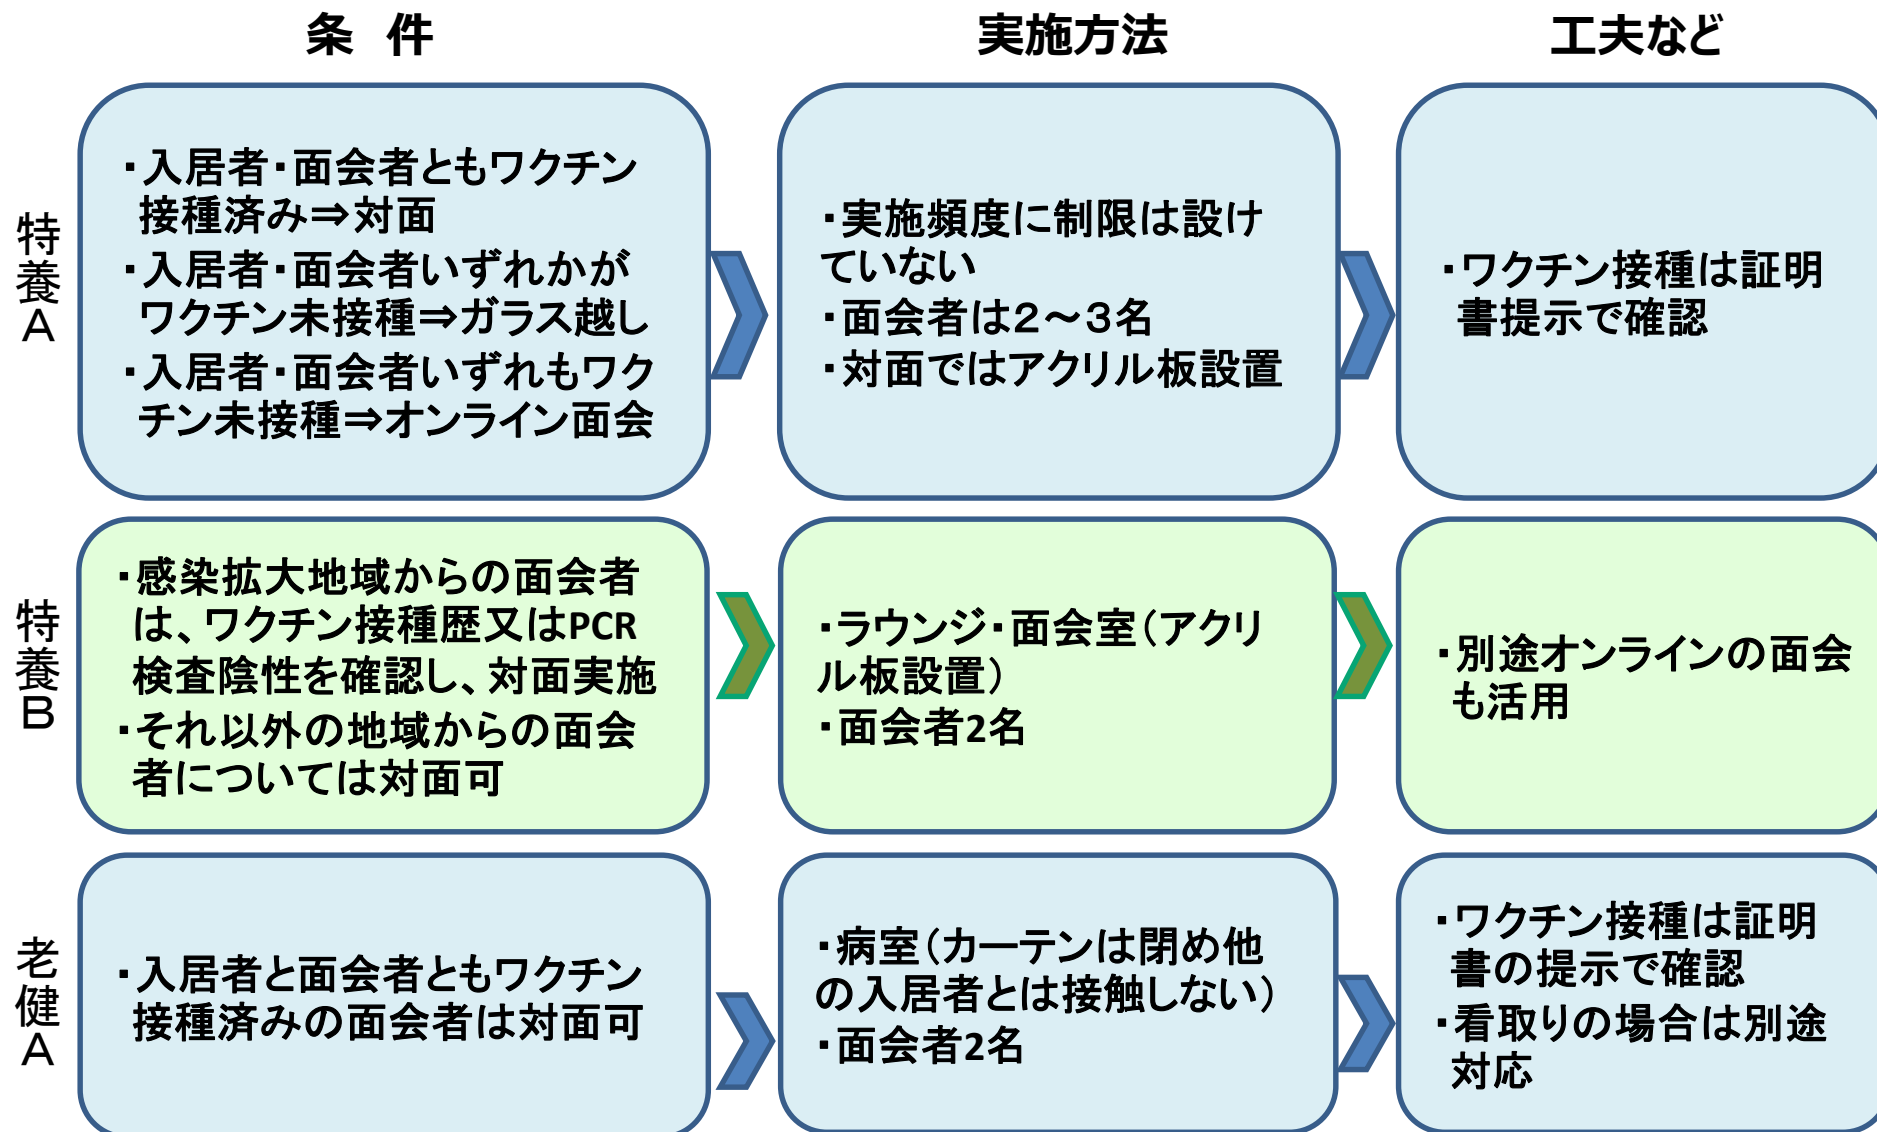 条 件
実施方法
工夫など
特養A
・入居者・面会者ともワクチン
接種済み⇒対面
・入居者・面会者いずれかが
ワクチン未接種⇒ガラス越し
・入居者・面会者いずれもワク
チン未接種⇒オンライン面会
・実施頻度に制限は設け
ていない
・面会者は２～３名
・対面ではアクリル板設置
・ワクチン接種は証明
書提示で確認
特養B
・感染拡大地域からの面会者
は、ワクチン接種歴又はPCR
検査陰性を確認し、対面実施
・それ以外の地域からの面会
者については対面可
・ラウンジ・面会室（アクリ
ル板設置）
・面会者2名
・別途オンラインの面会
も活用
老健A
・入居者と面会者ともワクチン
接種済みの面会者は対面可
・病室（カーテンは閉め他
の入居者とは接触しない）
・面会者2名
・ワクチン接種は証明
書の提示で確認
・看取りの場合は別途
対応